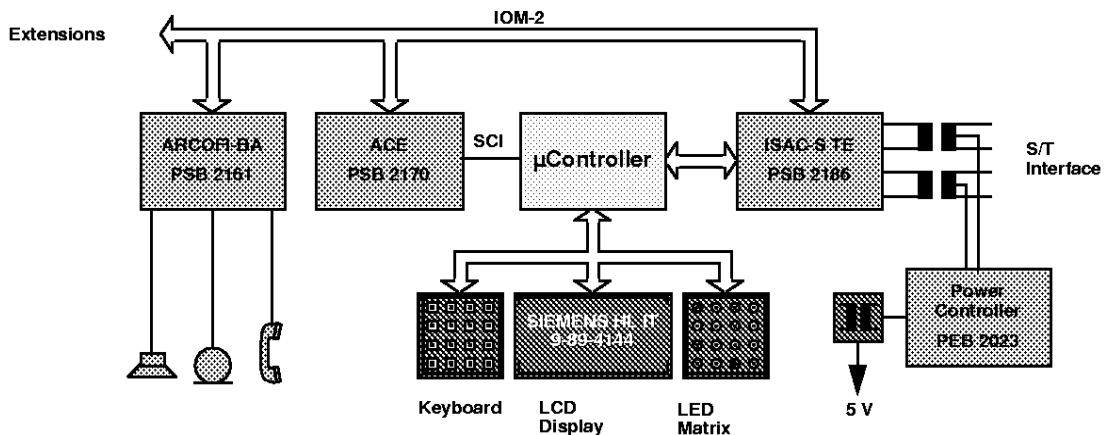 IOM-2
Extensions
ARCOFI-BA
PSB 2161
ACE
PSB 2170
SCI
µController
ISAC-S TE
PSB 2186
S/T
Interface
Power
Controller
PEB 2023
SIEMENS HL IT
9-89-4144
Keyboard
LCD
Display
LED
Matrix
5 V